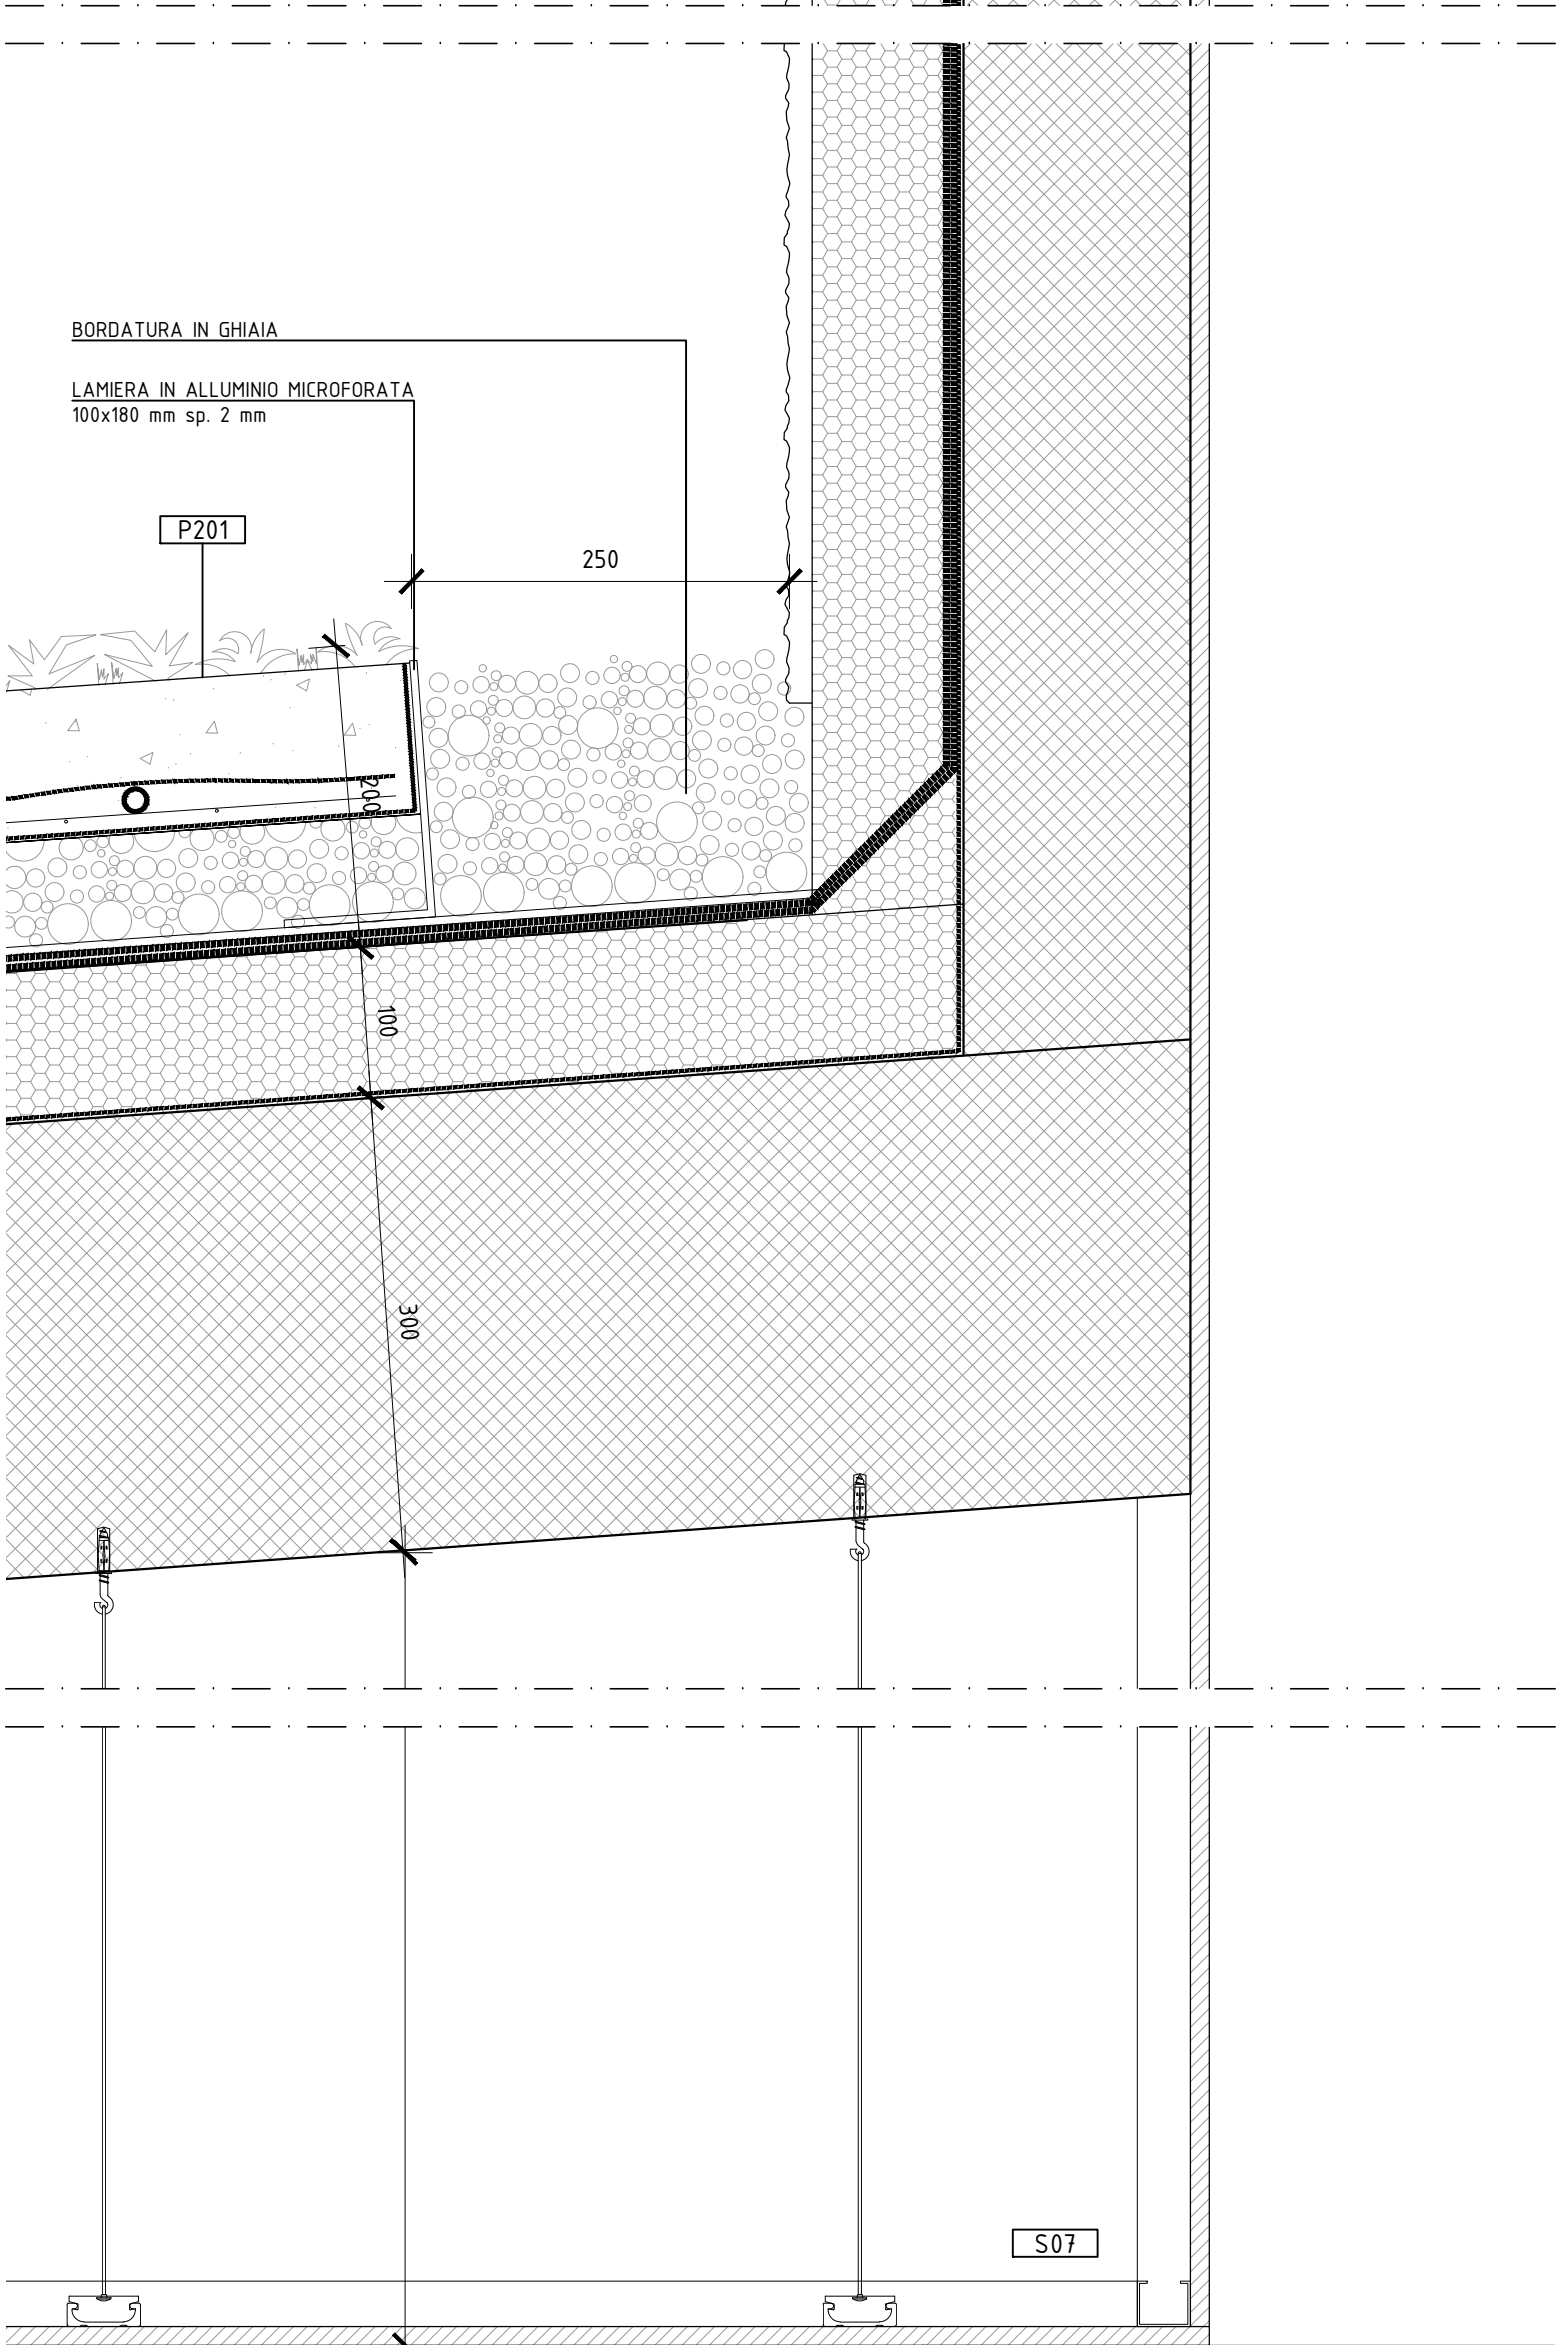 BORDATURA IN GHIAIA
LAMIERA IN ALLUMINIO MICROFORATA
100x180 mm sp. 2 mm
P201
250
200
100
300
S07